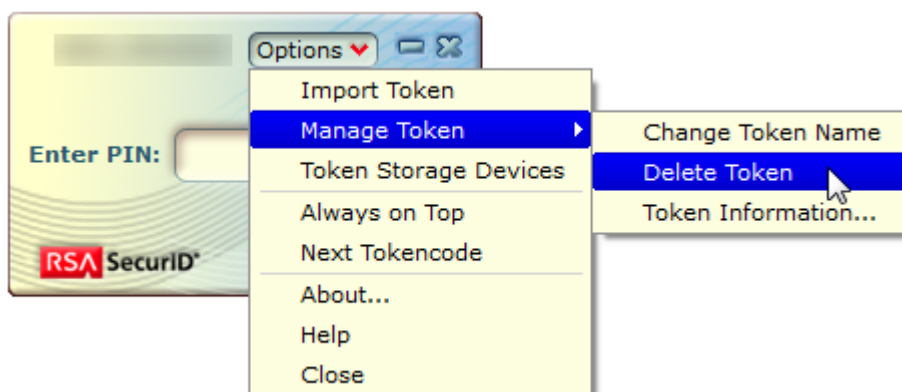 Options
Import Token
Manage Token
Change Token Name
Enter PIN:
Token Storage Devices
Delete Token
Always on Top
Token Information...
Next Tokencode
RSA SecurID®
About...
Help
Close